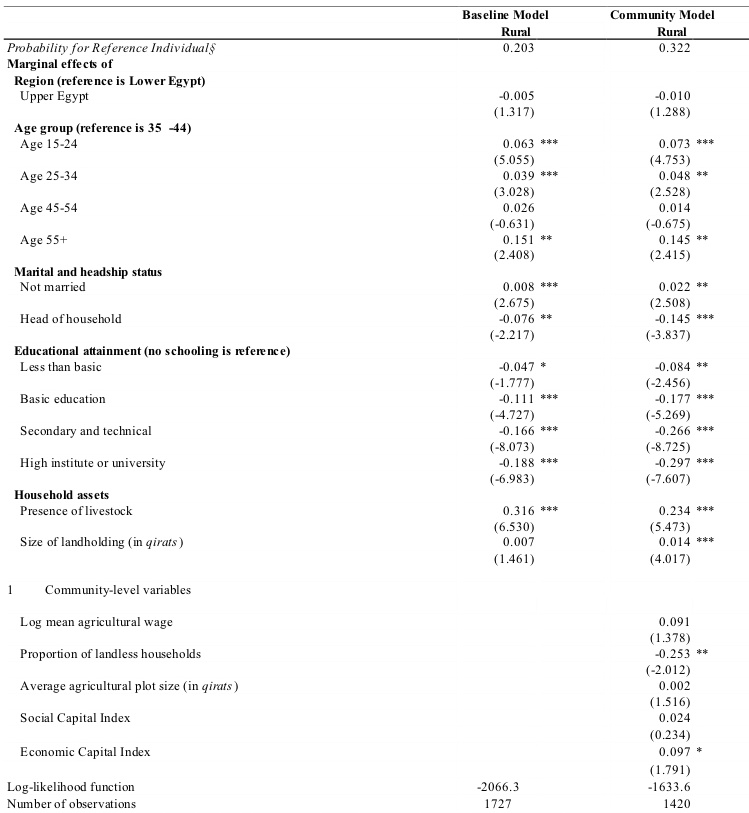 Baseline Model Community Model
Rural Rural
Probability for Reference Individual§ 0.203 0.322
Marginal effects of
Region (reference is Lower Egypt)
Upper Egypt -0.005 -0.010
(1.317) (1.288)
Age group (reference is 35 -44)
Age 15-24 0.063 *** 0.073 ***
(5.055) (4.753)
Age 25-34 0.039 *** 0.048 **
(3.028) (2.528)
Age 45-54 0.026 0.014
(-0.631) (-0.675)
Age 55+ 0.151 ** 0.145 **
(2.408) (2.415)
Marital and headship status
Not married 0.008 *** 0.022 **
(2.675) (2.508)
Head of household -0.076 ** -0.145 ***
(-2.217) (-3.837)
Educational attainment (no schooling is reference)
Less than basic -0.047 * -0.084 **
(-1.777) (-2.456)
Basic education -0.111 *** -0.177 ***
(-4.727) (-5.269)
Secondary and technical -0.166 *** -0.266 ***
(-8.073) (-8.725)
High institute or university -0.188 *** -0.297 ***
(-6.983) (-7.607)
Household assets
Presence of livestock 0.316 *** 0.234 ***
(6.530) (5.473)
Size of landholding (in qirats) 0.007 0.014 ***
(1.461) (4.017)
1 Community-level variables
Log mean agricultural wage 0.091
(1.378)
Proportion of landless households -0.253 **
(-2.012)
Average agricultural plot size (in qirats) 0.002
(1.516)
Social Capital Index 0.024
(0.234)
Economic Capital Index 0.097 *
(1.791)
Log-likelihood function -2066.3 -1633.6
Number of observations 1727 1420